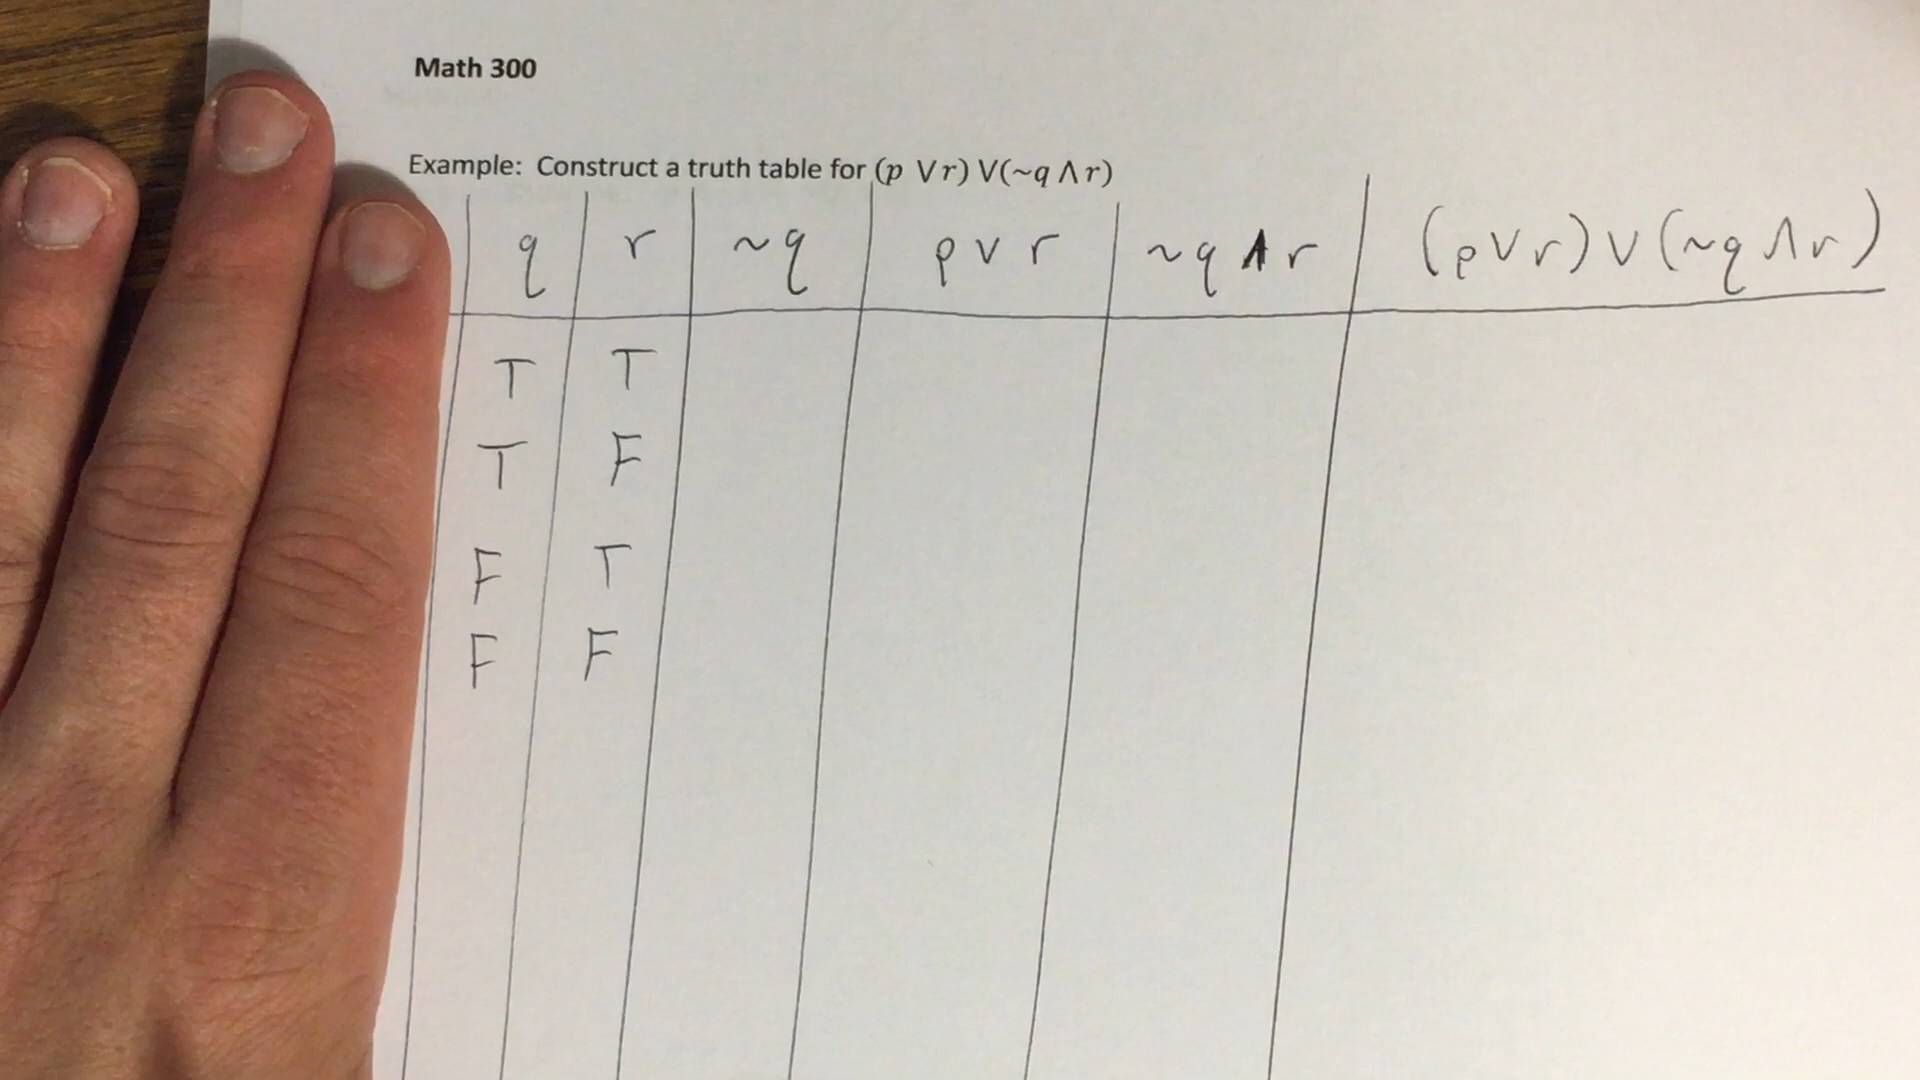 Math 300
Example: Construct a truth table for (p ∨ r) ∨(~q ∧ r)
q r ~q p ∨ r ~q ∧ r (p ∨ r) ∨ (~q ∧ r)
T T
T F
F T
F F